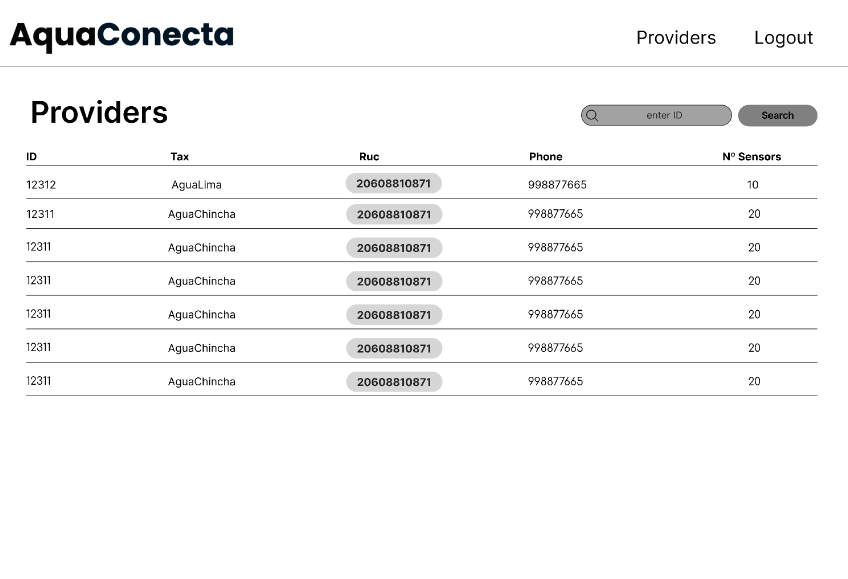 AquaConecta Providers Logout
Providers enter ID Search
ID Tax Ruc Phone Nº Sensors
12312 AguaLima 20608810871 998877665 10
12311 AguaChincha 20608810871 998877665 20
12311 AguaChincha 20608810871 998877665 20
12311 AguaChincha 20608810871 998877665 20
12311 AguaChincha 20608810871 998877665 20
12311 AguaChincha 20608810871 998877665 20
12311 AguaChincha 20608810871 998877665 20